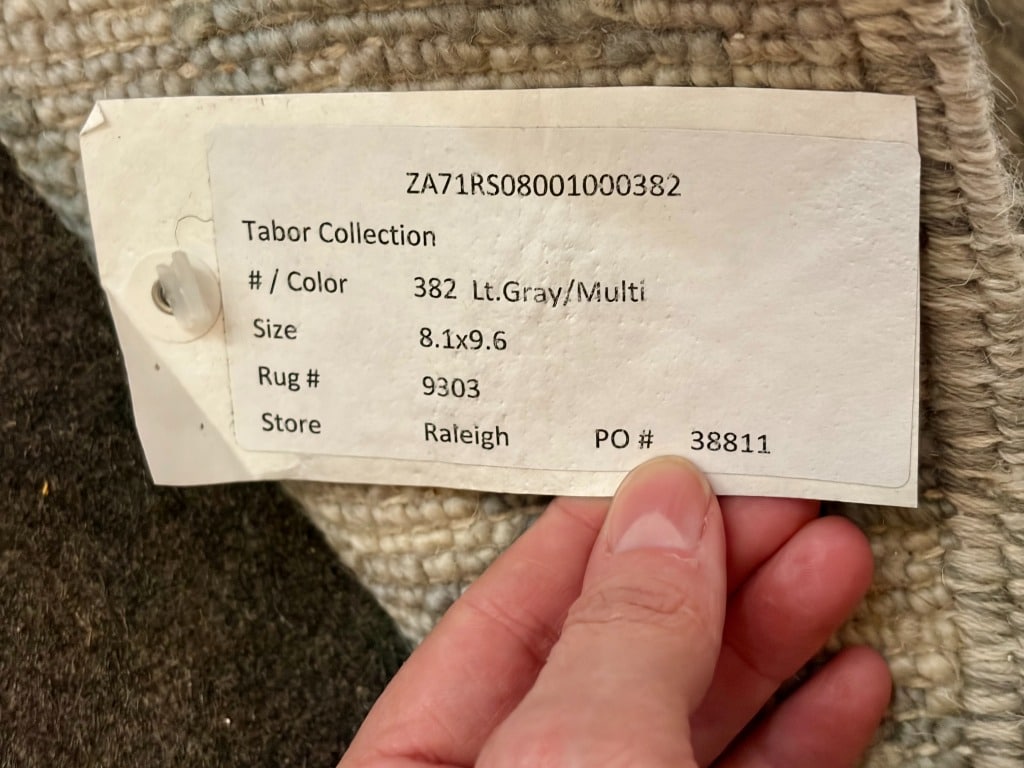 ZA71RS08001000382
Tabor Collection
# / Color 382 Lt.Gray/Multi
Size 8.1x9.6
Rug # 9303
Store Raleigh PO # 38811